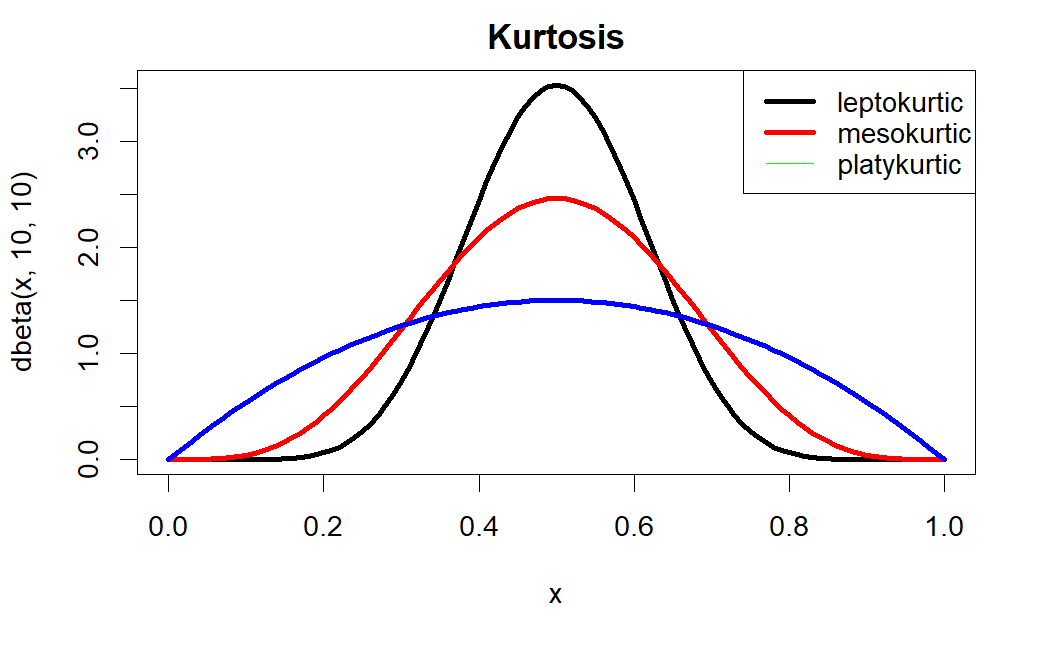 Kurtosis
leptokurtic
mesokurtic
platykurtic
dbeta(x, 10, 10)
3.0
2.0
1.0
0.0
0.0 0.2 0.4 0.6 0.8 1.0
x